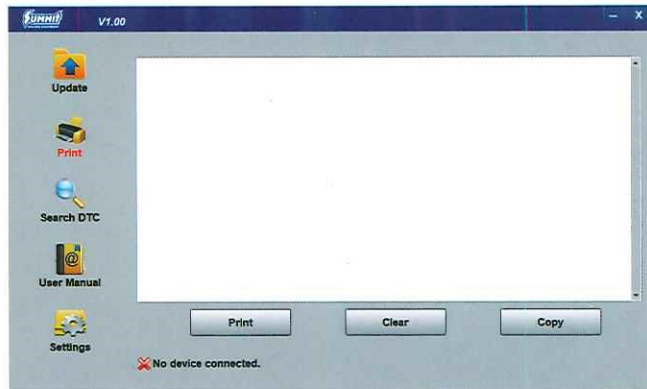 SUMMIT
V1.00
Update
Print
Search DTC
User Manual
Settings
Print
Clear
Copy
No device connected.